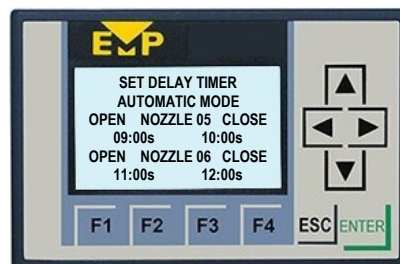 EMP
SET DELAY TIMER
AUTOMATIC MODE
OPEN NOZZLE 05 CLOSE
09:00s 10:00s
OPEN NOZZLE 06 CLOSE
11:00s 12:00s
F1 F2 F3 F4 ESC ENTER